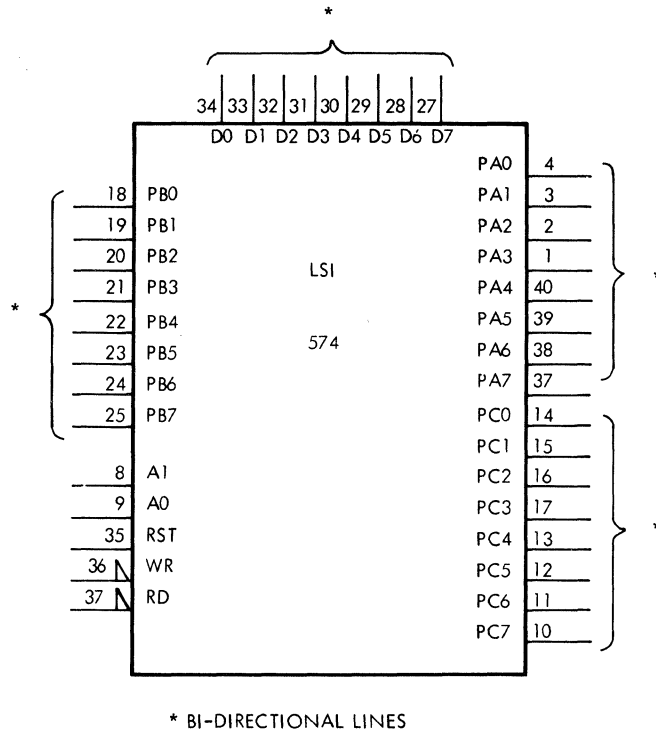 *
34 33 32 31 30 29 28 27
D0 D1 D2 D3 D4 D5 D6 D7
PA0 4
18 PB0 PA1 3
19 PB1 PA2 2
20 PB2 LSI PA3 1 *
21 PB3 PA4 40
* 22 PB4 PA5 39
23 PB5 574 PA6 38
24 PB6 PA7 37
25 PB7 PC0 14
PC1 15
8 A1 PC2 16
9 A0 PC3 17
35 RST PC4 13 *
36 WR PC5 12
37 RD PC6 11
PC7 10
* BI-DIRECTIONAL LINES